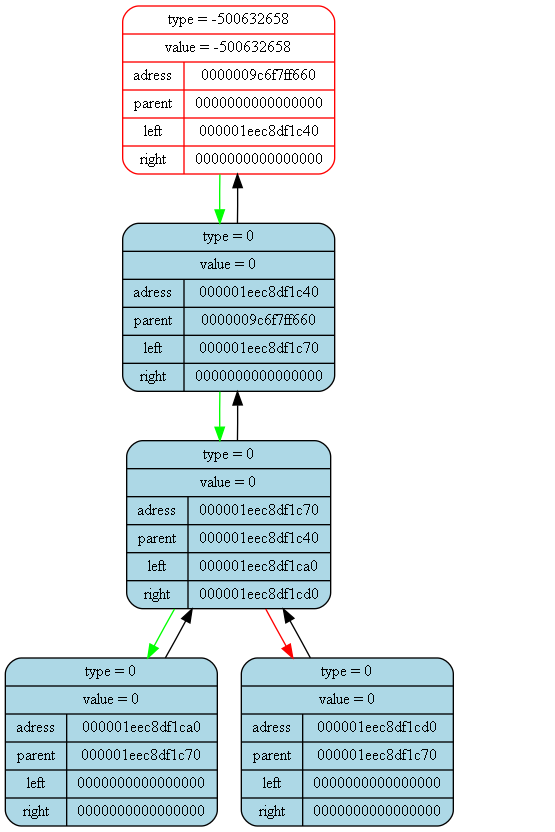 type = -500632658
value = -500632658
adress 0000009c6f7ff660
parent 0000000000000000
left 000001eec8df1c40
right 0000000000000000
type = 0
value = 0
adress 000001eec8df1c40
parent 0000009c6f7ff660
left 000001eec8df1c70
right 0000000000000000
type = 0
value = 0
adress 000001eec8df1c70
parent 000001eec8df1c40
left 000001eec8df1ca0
right 000001eec8df1cd0
type = 0
value = 0
adress 000001eec8df1ca0
parent 000001eec8df1c70
left 0000000000000000
right 0000000000000000
type = 0
value = 0
adress 000001eec8df1cd0
parent 000001eec8df1c70
left 0000000000000000
right 0000000000000000